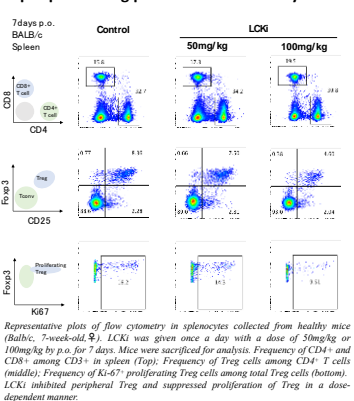 7days p.o.
BALB/c
Spleen
Control
LCKi
50mg/kg
100mg/kg
CD8
CD8+
T cell
CD4+
T cell
CD4
Foxp3
Treg
Tconv
CD25
0.77
0.66
Foxp3
Proliferating
Treg
Ki67
Representative plots of flow cytometry in splenocytes collected from healthy mice
(Balb/c, 7-week-old,♀). LCKi was given once a day with a dose of 50mg/kg or
100mg/kg by p.o. for 7 days. Mice were sacrificed for analysis. Frequency of CD4+ and
CD8+ among CD3+ in spleen (Top); Frequency of Treg cells among CD4⁺ T cells
(middle); Frequency of Ki-67⁺ proliferating Treg cells among total Treg cells (bottom).
LCKi inhibited peripheral Treg and suppressed proliferation of Treg in a dose-
dependent manner.